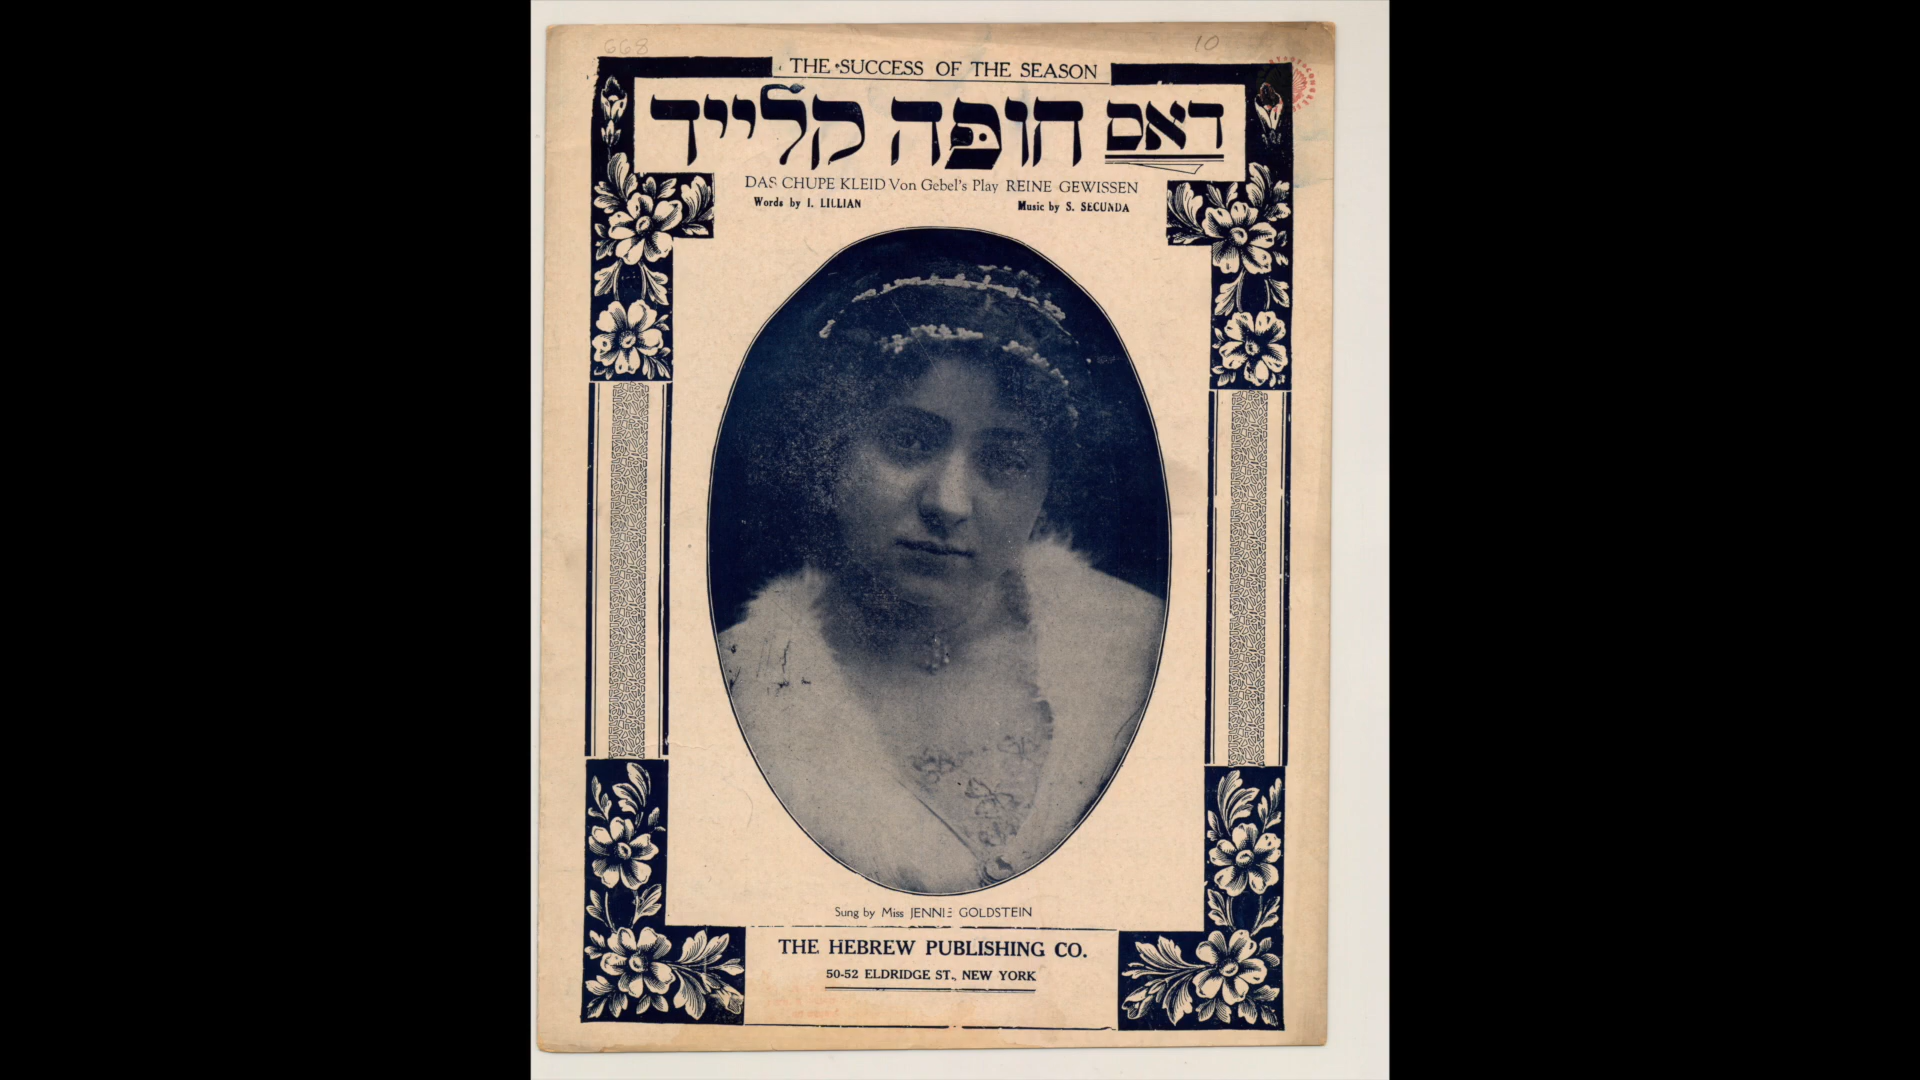 668
10
THE SUCCESS OF THE SEASON
דאס חופּה קלייד
DAS CHUPE KLEID Von Gebel's Play REINE GEWISSEN
Words by I. LILLIAN
Music by S. SECUNDA
Sung by Miss JENNIE GOLDSTEIN
THE HEBREW PUBLISHING CO.
50-52 ELDRIDGE ST., NEW YORK